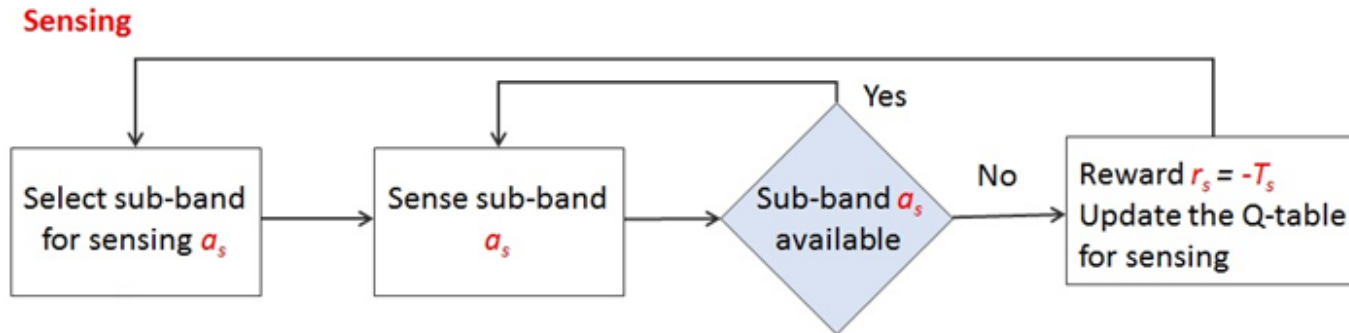 Sensing
Select sub-band
for sensing aₛ
Sense sub-band
aₛ
Yes
Sub-band aₛ
available
No
Reward rₛ = -Tₛ
Update the Q-table
for sensing